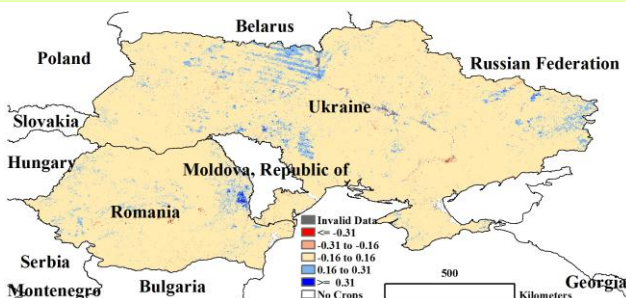 Belarus
Poland
Russian Federation
Ukraine
Slovakia
Hungary
Moldova, Republic of
Romania
Invalid Data
<= -0.31
-0.31 to -0.16
-0.16 to 0.16
0.16 to 0.31
>= 0.31
No Crops
500
Kilometers
Serbia
Montenegro
Bulgaria
Georgia